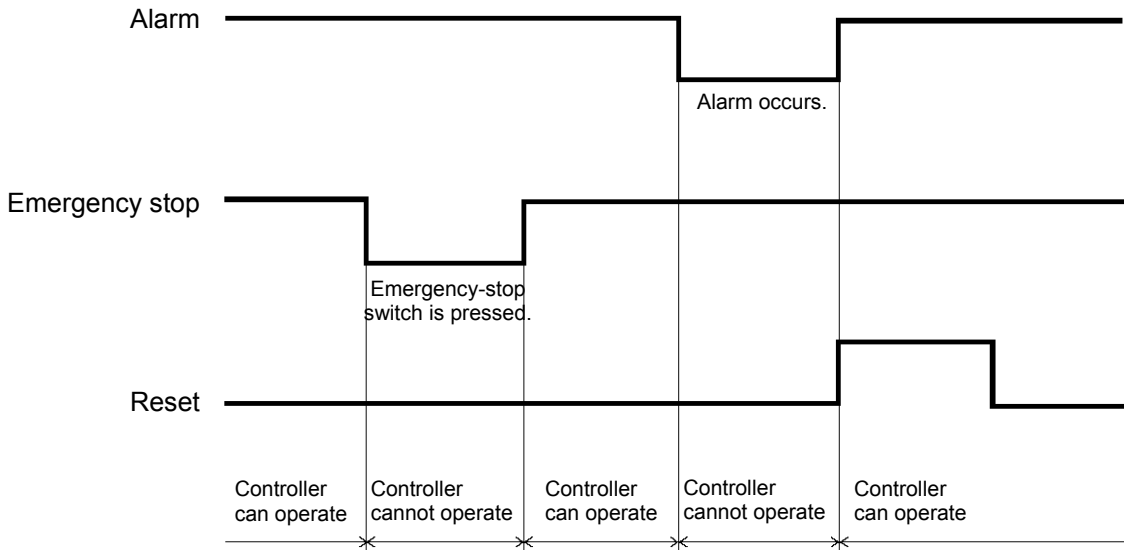 Alarm
Alarm occurs.
Emergency stop
Emergency-stop
switch is pressed.
Reset
Controller
can operate
Controller
cannot operate
Controller
can operate
Controller
cannot operate
Controller
can operate